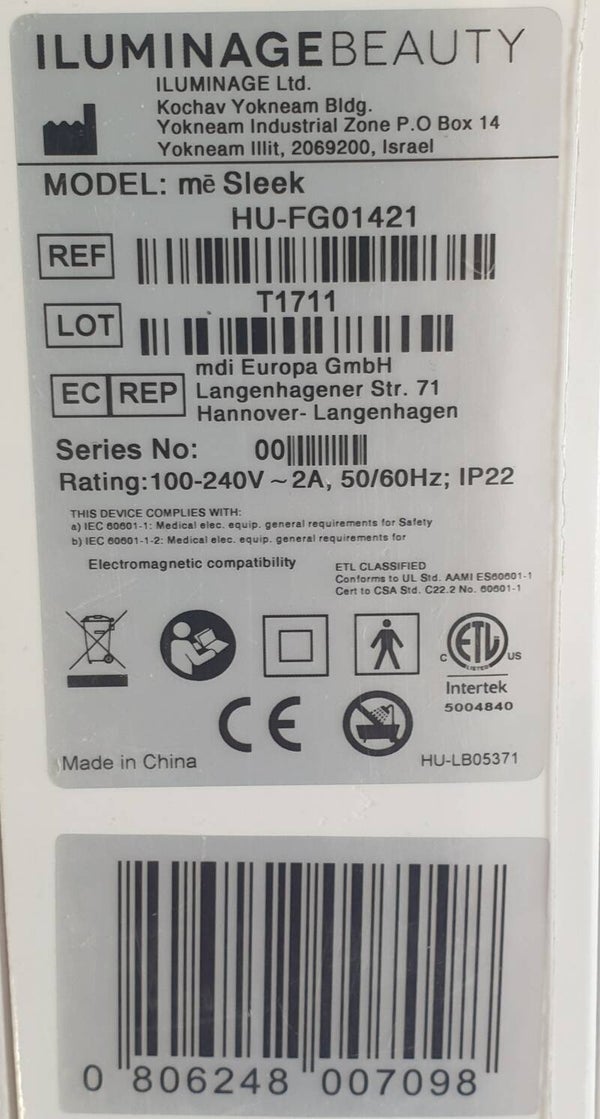 ILUMINAGEBEAUTY
ILUMINAGE Ltd.
Kochav Yokneam Bldg.
Yokneam Industrial Zone P.O Box 14
Yokneam Illit, 2069200, Israel
MODEL: mē Sleek
HU-FG01421
REF
T1711
LOT
mdi Europa GmbH
EC REP Langenhagener Str. 71
Hannover- Langenhagen
Series No: 00
Rating:100-240V ~ 2A, 50/60Hz; IP22
THIS DEVICE COMPLIES WITH:
a) IEC 60601-1: Medical elec. equip. general requirements for Safety
b) IEC 60601-1-2: Medical elec. equip. general requirements for
Electromagnetic compatibility
ETL CLASSIFIED
Conforms to UL Std. AAMI ES60601-1
Cert to CSA Std. C22.2 No. 60601-1
C ETL US
LISTED
Intertek
5004840
CE
Made in China
HU-LB05371
0 806248 007098